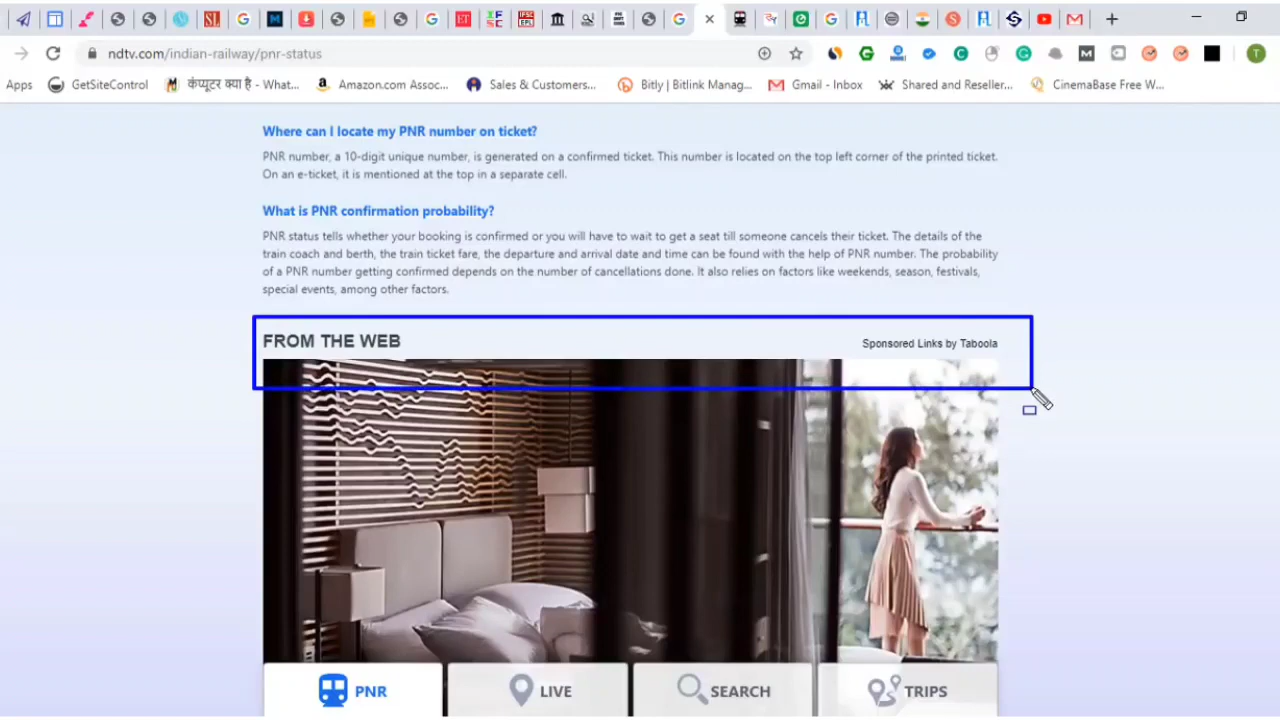 SL
G
M
G
ET
IFSC
EPFL
G
G
ndtv.com/indian-railway/pnr-status
T
Apps GetSiteControl कंप्यूटर क्या है - What... Amazon.com Assoc... Sales & Customers... Bitly | Bitlink Manag... Gmail - Inbox Shared and Reseller... CinemaBase Free W...
Where can I locate my PNR number on ticket?
PNR number, a 10-digit unique number, is generated on a confirmed ticket. This number is located on the top left corner of the printed ticket.
On an e-ticket, it is mentioned at the top in a separate cell.
What is PNR confirmation probability?
PNR status tells whether your booking is confirmed or you will have to wait to get a seat till someone cancels their ticket. The details of the
train coach and berth, the train ticket fare, the departure and arrival date and time can be found with the help of PNR number. The probability
of a PNR number getting confirmed depends on the number of cancellations done. It also relies on factors like weekends, season, festivals,
special events, among other factors.
FROM THE WEB
Sponsored Links by Taboola
PNR LIVE SEARCH TRIPS